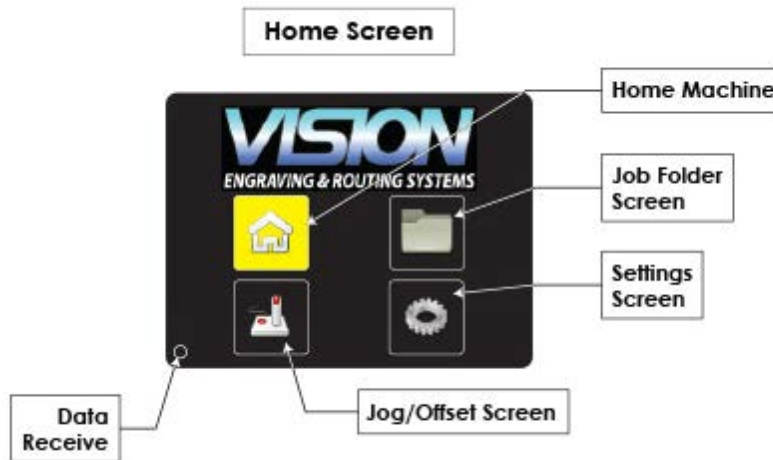 Home Screen
Home Machine
VISION
ENGRAVING & ROUTING SYSTEMS
Job Folder
Screen
Settings
Screen
Jog/Offset Screen
Data
Receive